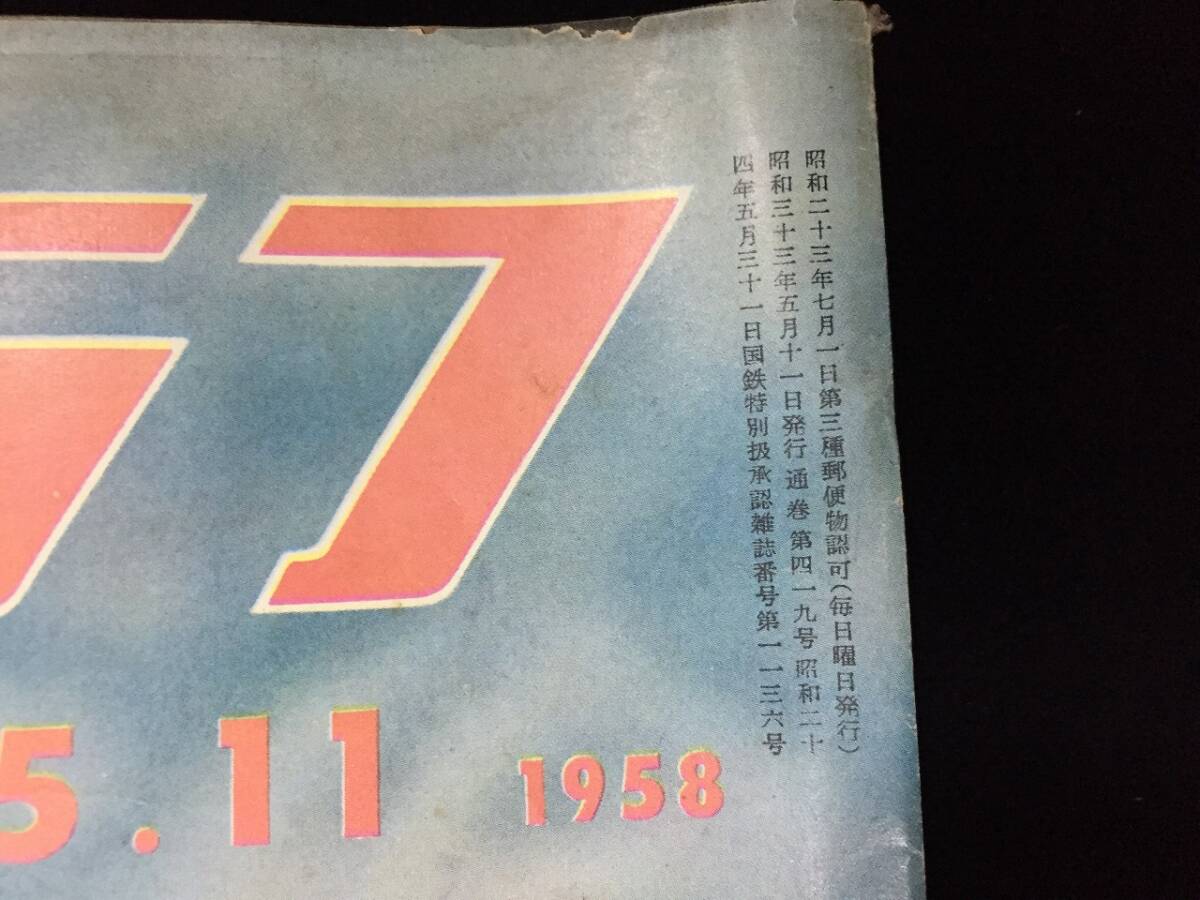 ラフ
5.11 1958
昭和二十三年七月一日第三種郵便物認可(毎日曜日発行)
昭和三十三年五月十一日発行 通巻 第四一九号 昭和二十
四年五月三十一日国鉄特別扱承認雑誌番号第一一三六号